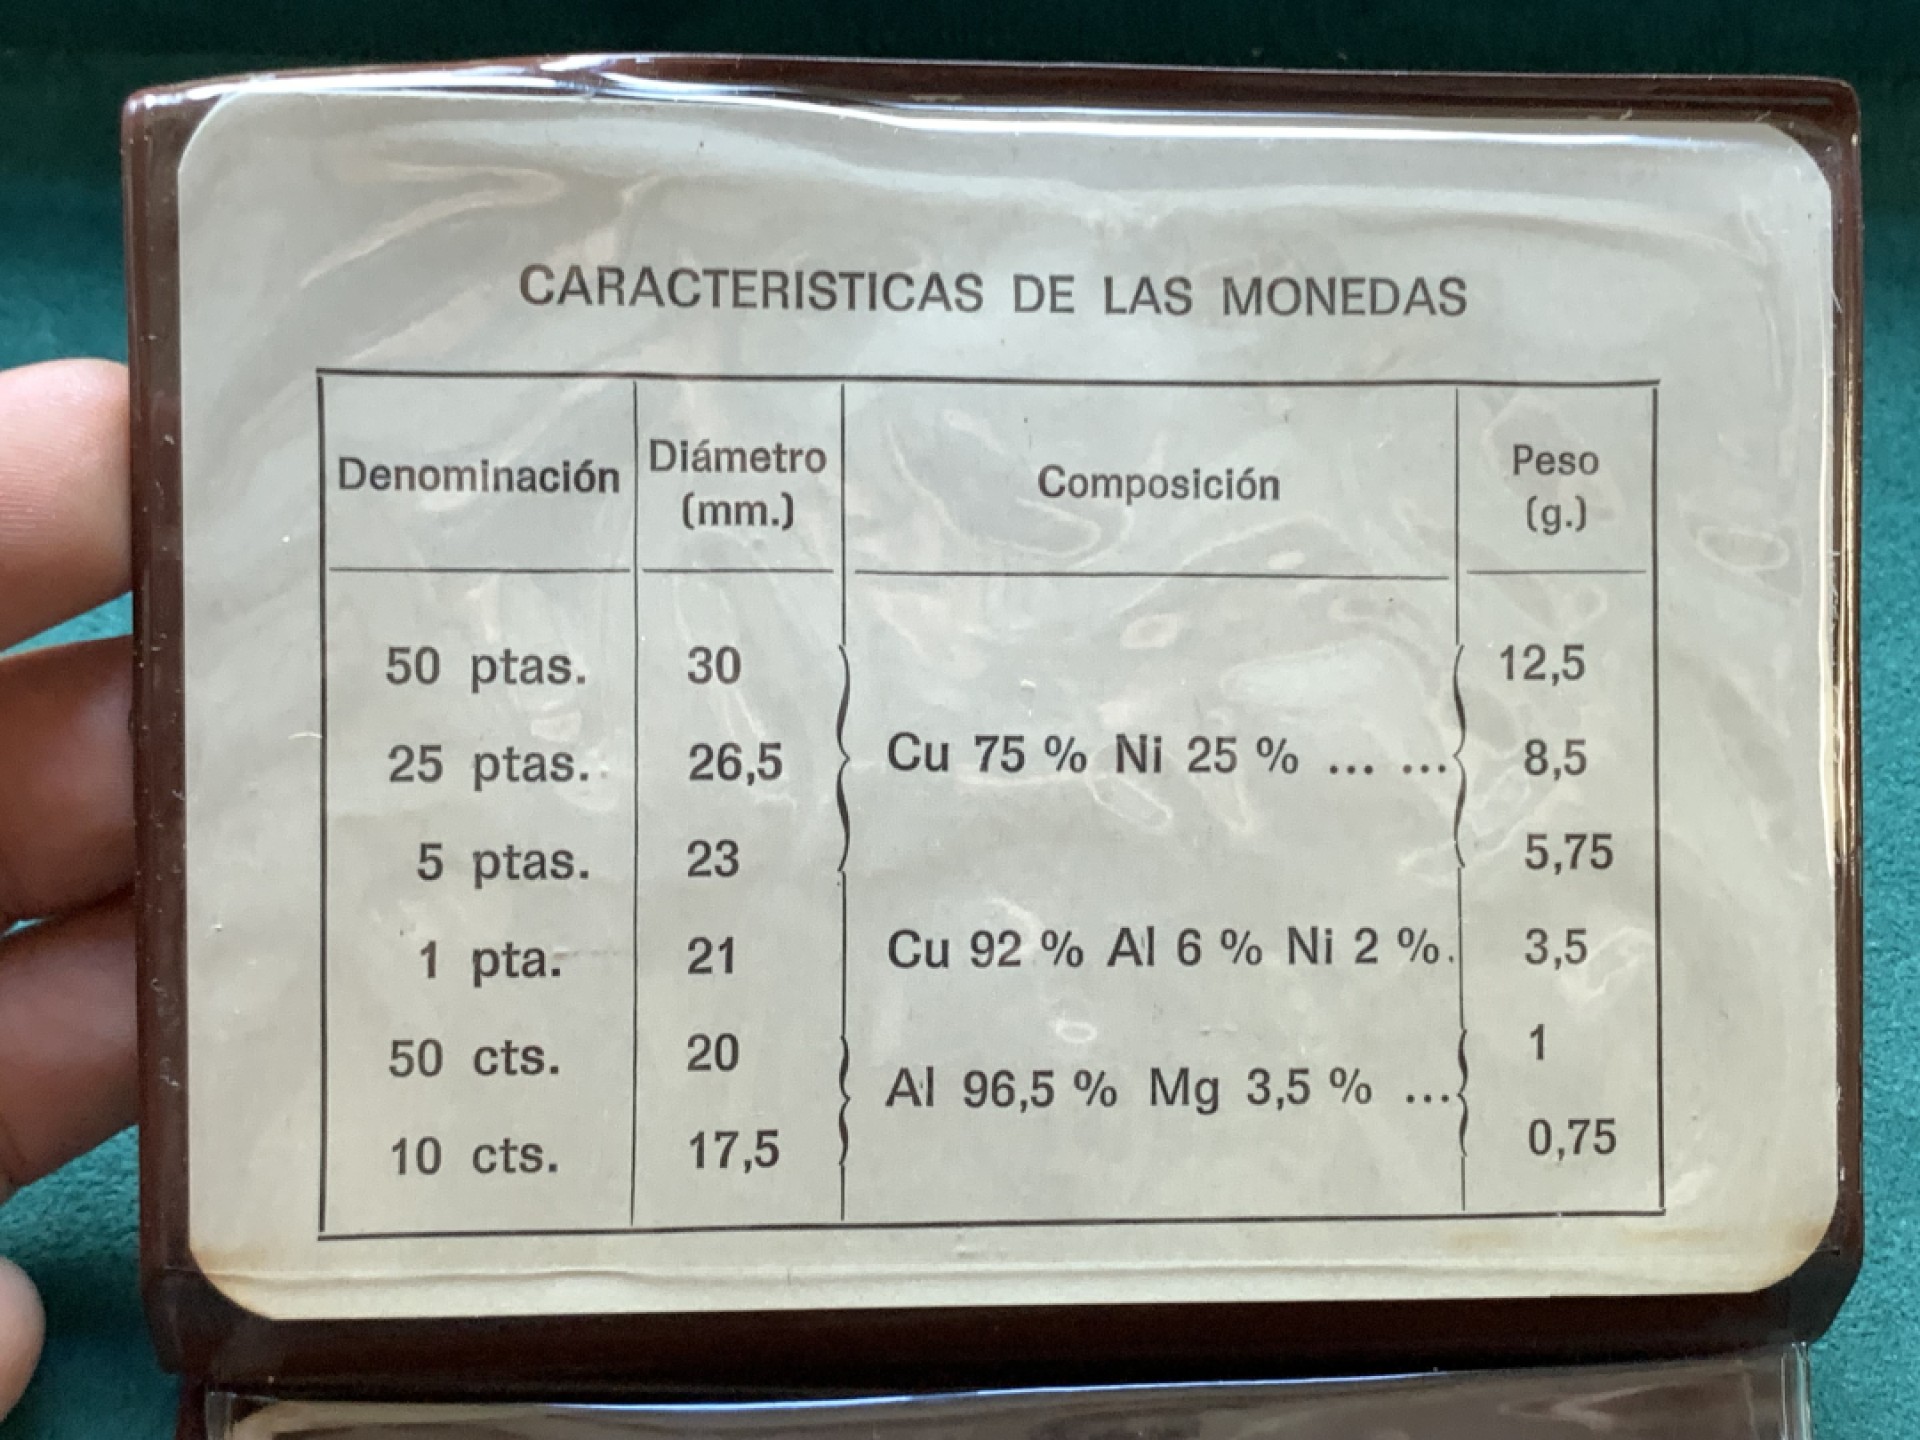 CARACTERISTICAS DE LAS MONEDAS
Denominación Diámetro (mm.) Composición Peso (g.)
50 ptas. 30 12,5
25 ptas. 26,5 Cu 75 % Ni 25 % ... ... 8,5
5 ptas. 23 5,75
1 pta. 21 Cu 92 % Al 6 % Ni 2 %. 3,5
50 cts. 20 1
Al 96,5 % Mg 3,5 % ...
10 cts. 17,5 0,75